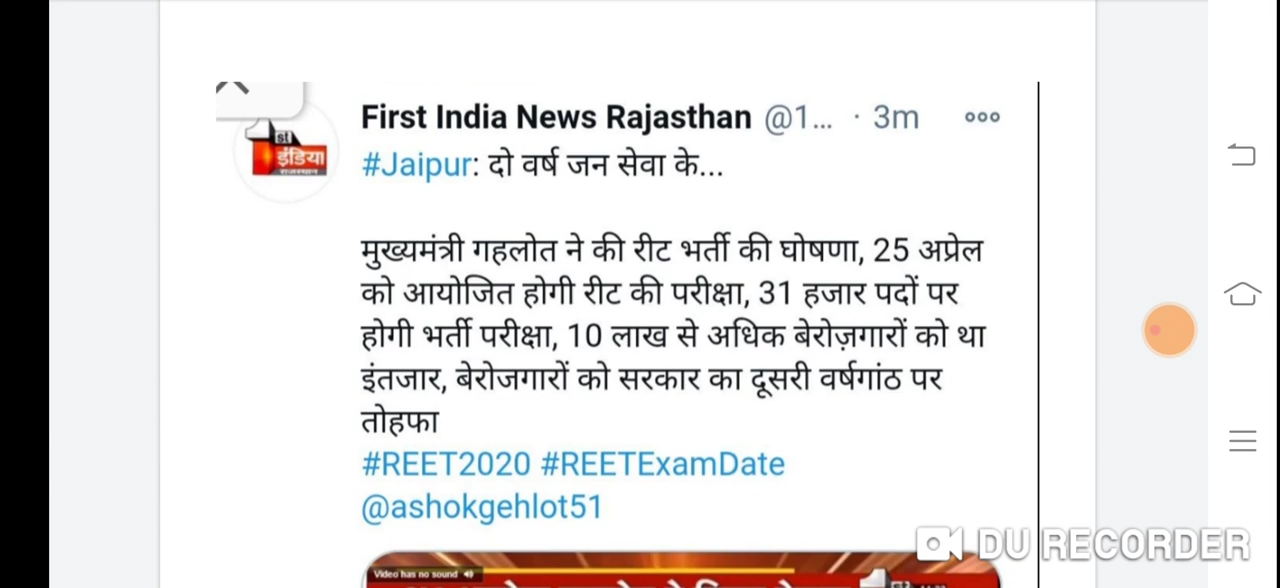 First India News Rajasthan @1... · 3m
#Jaipur: दो वर्ष जन सेवा के...
मुख्यमंत्री गहलोत ने की रीट भर्ती की घोषणा, 25 अप्रेल
को आयोजित होगी रीट की परीक्षा, 31 हजार पदों पर
होगी भर्ती परीक्षा, 10 लाख से अधिक बेरोज़गारों को था
इंतजार, बेरोजगारों को सरकार का दूसरी वर्षगांठ पर
तोहफा
#REET2020 #REETExamDate
@ashokgehlot51
1st
इंडिया
राजस्थान
Video has no sound
DU RECORDER